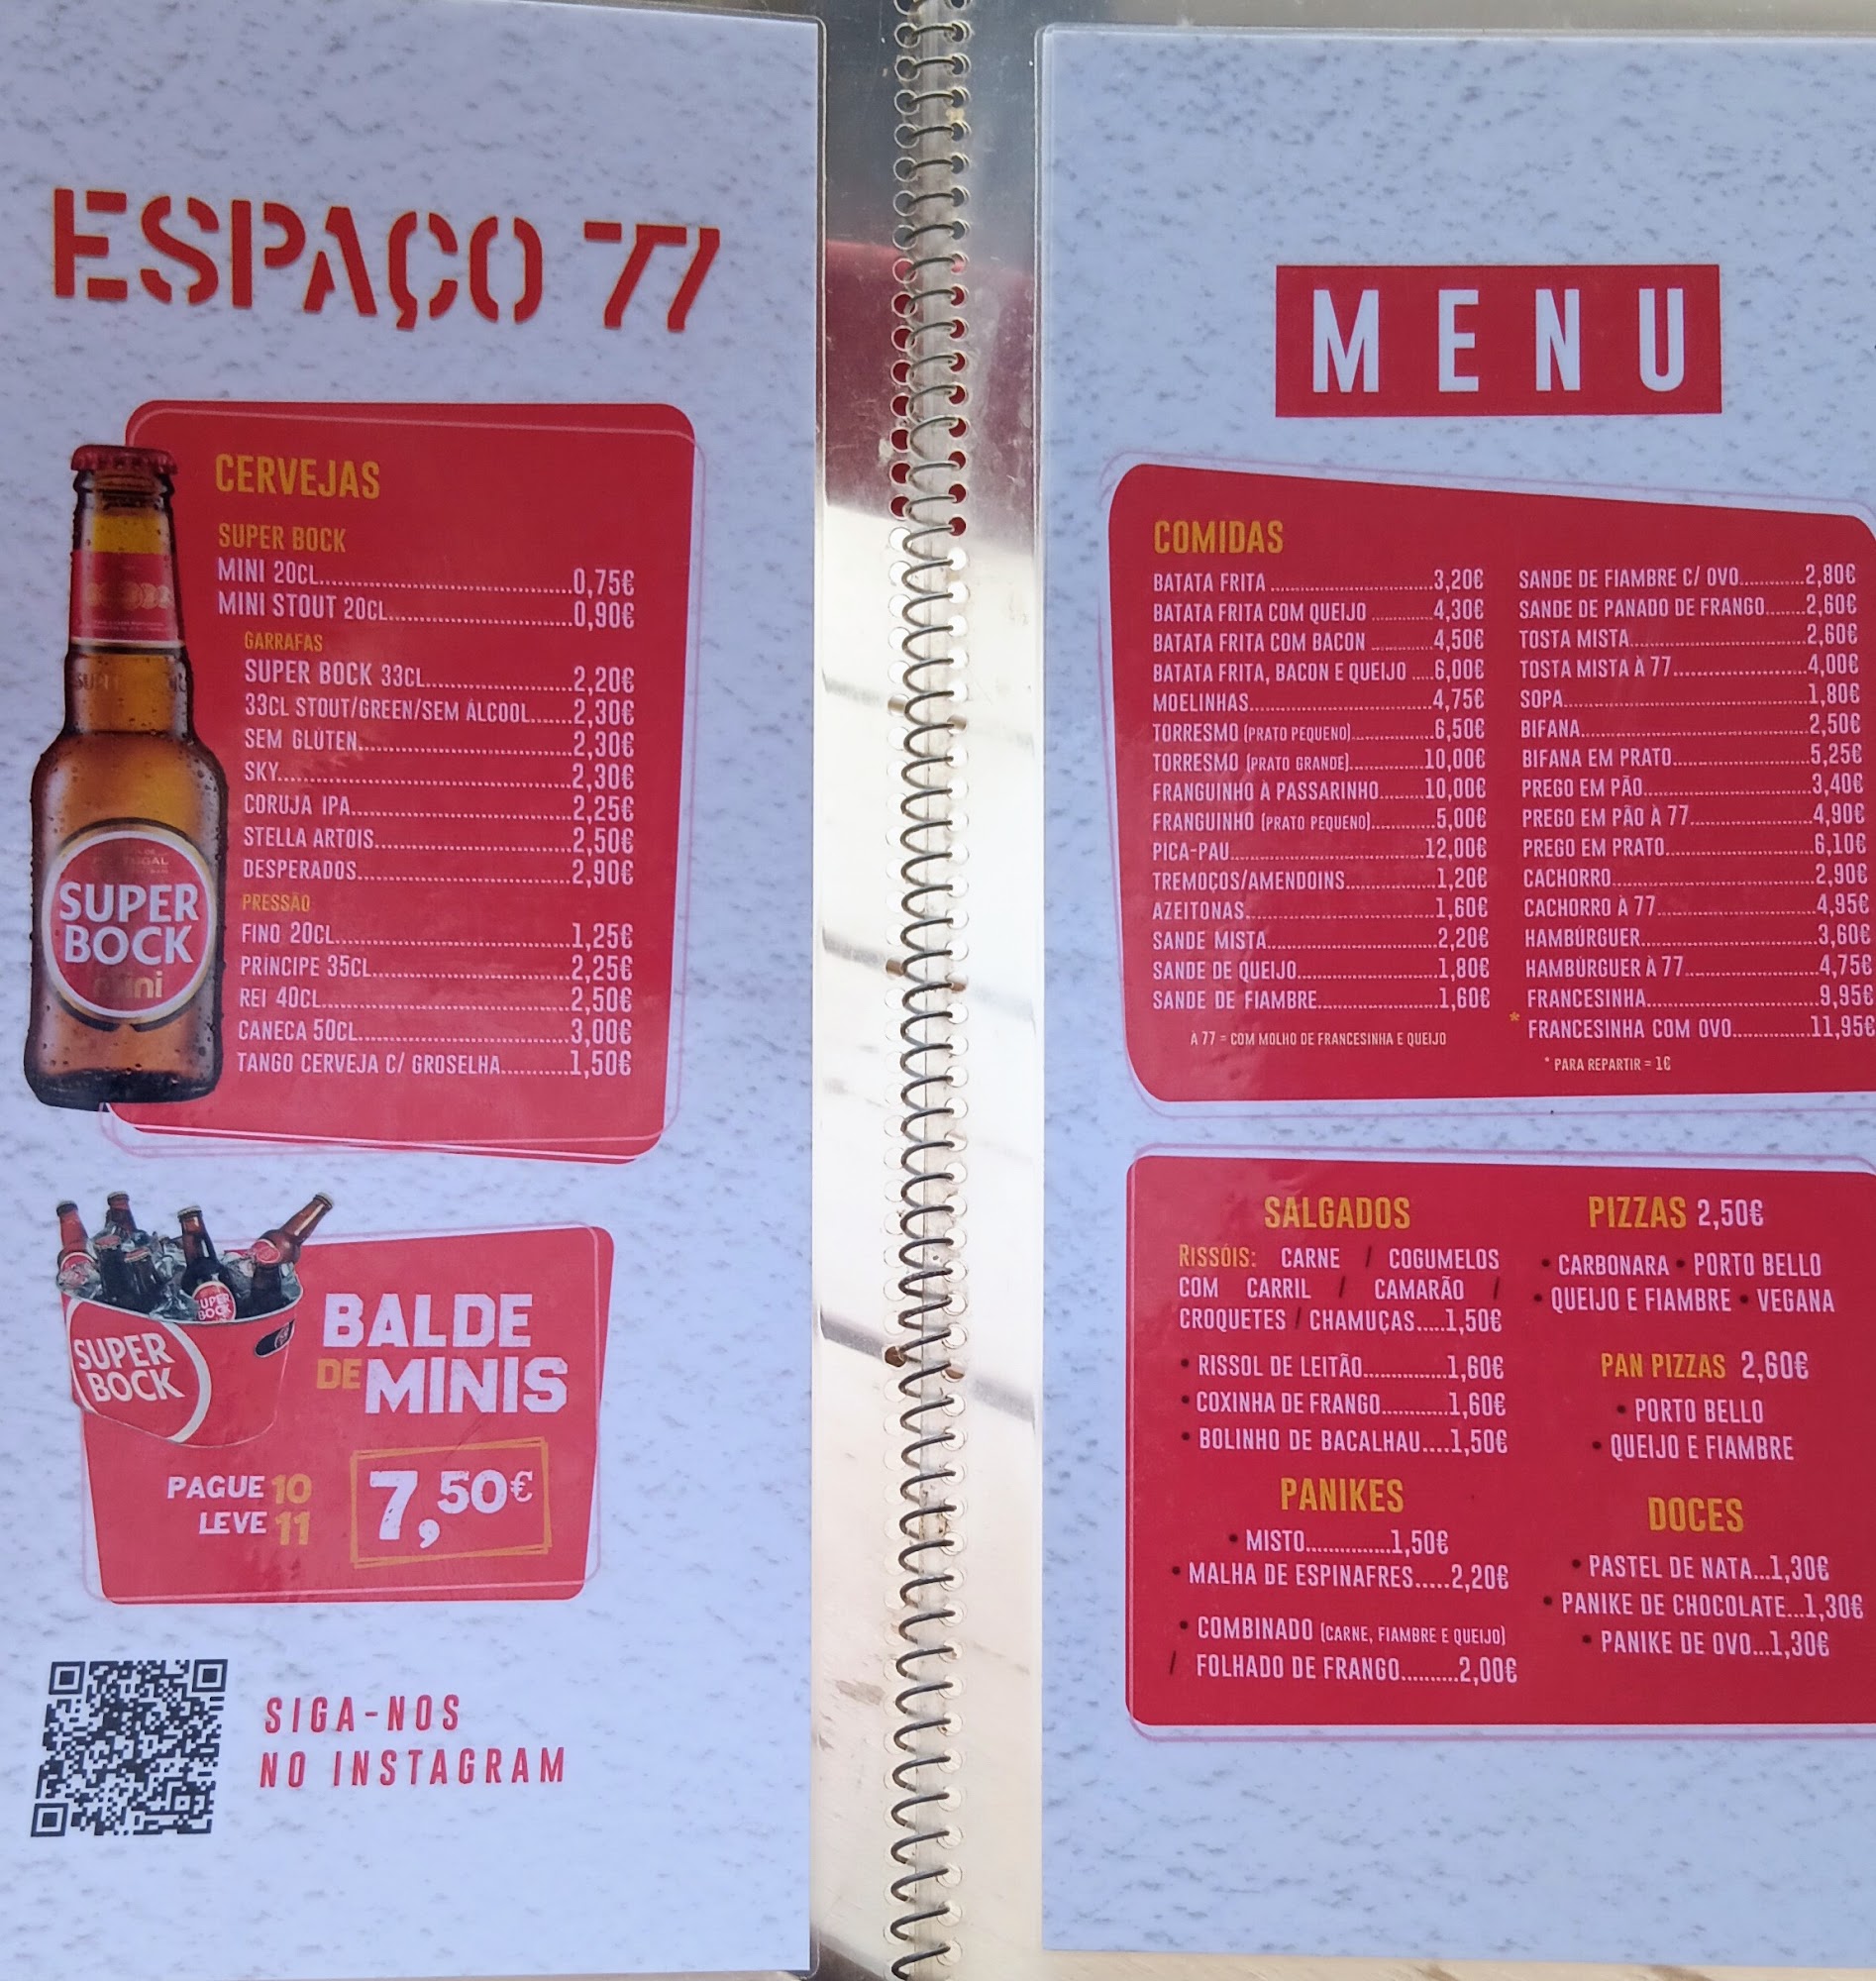 ESPAÇO 77
CERVEJAS
SUPER BOCK
MINI 20CL..........0,75€
MINI STOUT 20CL..........0,90€
GARRAFAS
SUPER BOCK 33CL..........2,20€
33CL STOUT/GREEN/SEM ÁLCOOL.......2,30€
SEM GLÚTEN..........2,30€
SKY..........2,30€
CORUJA IPA..........2,25€
STELLA ARTOIS..........2,50€
DESPERADOS..........2,90€
PRESSÃO
FINO 20CL..........1,25€
PRÍNCIPE 35CL..........2,25€
REI 40CL..........2,50€
CANECA 50CL..........3,00€
TANGO CERVEJA C/ GROSELHA..........1,50€
SUPER
BOCK
mini
SUPER
BOCK
SUPER
BOCK
BALDE
DE MINIS
PAGUE 10
LEVE 11
7,50€
SIGA-NOS
NO INSTAGRAM
MENU
COMIDAS
BATATA FRITA..........3,20€
BATATA FRITA COM QUEIJO..........4,30€
BATATA FRITA COM BACON..........4,50€
BATATA FRITA, BACON E QUEIJO.....6,00€
MOELINHAS..........4,75€
TORRESMO (PRATO PEQUENO)..........6,50€
TORRESMO (PRATO GRANDE)..........10,00€
FRANGUINHO À PASSARINHO..........10,00€
FRANGUINHO (PRATO PEQUENO)..........5,00€
PICA-PAU..........12,00€
TREMOÇOS/AMENDOINS..........1,20€
AZEITONAS..........1,60€
SANDE MISTA..........2,20€
SANDE DE QUEIJO..........1,80€
SANDE DE FIAMBRE..........1,60€
À 77 = COM MOLHO DE FRANCESINHA E QUEIJO
SANDE DE FIAMBRE C/ OVO..........2,80€
SANDE DE PANADO DE FRANGO.......2,60€
TOSTA MISTA..........2,60€
TOSTA MISTA À 77..........4,00€
SOPA..........1,80€
BIFANA..........2,50€
BIFANA EM PRATO..........5,25€
PREGO EM PÃO..........3,40€
PREGO EM PÃO À 77..........4,90€
PREGO EM PRATO..........6,10€
CACHORRO..........2,90€
CACHORRO À 77..........4,95€
HAMBÚRGUER..........3,60€
HAMBÚRGUER À 77..........4,75€
FRANCESINHA..........9,95€
* FRANCESINHA COM OVO..........11,95€
* PARA REPARTIR = 1€
SALGADOS
RISSÓIS: CARNE / COGUMELOS
COM CARRIL / CAMARÃO /
CROQUETES / CHAMUÇAS.....1,50€
• RISSOL DE LEITÃO..........1,60€
• COXINHA DE FRANGO..........1,60€
• BOLINHO DE BACALHAU....1,50€
PANIKES
• MISTO..........1,50€
• MALHA DE ESPINAFRES.....2,20€
• COMBINADO (CARNE, FIAMBRE E QUEIJO)
/ FOLHADO DE FRANGO..........2,00€
PIZZAS 2,50€
• CARBONARA • PORTO BELLO
• QUEIJO E FIAMBRE • VEGANA
PAN PIZZAS 2,60€
• PORTO BELLO
• QUEIJO E FIAMBRE
DOCES
• PASTEL DE NATA...1,30€
• PANIKE DE CHOCOLATE...1,30€
• PANIKE DE OVO...1,30€